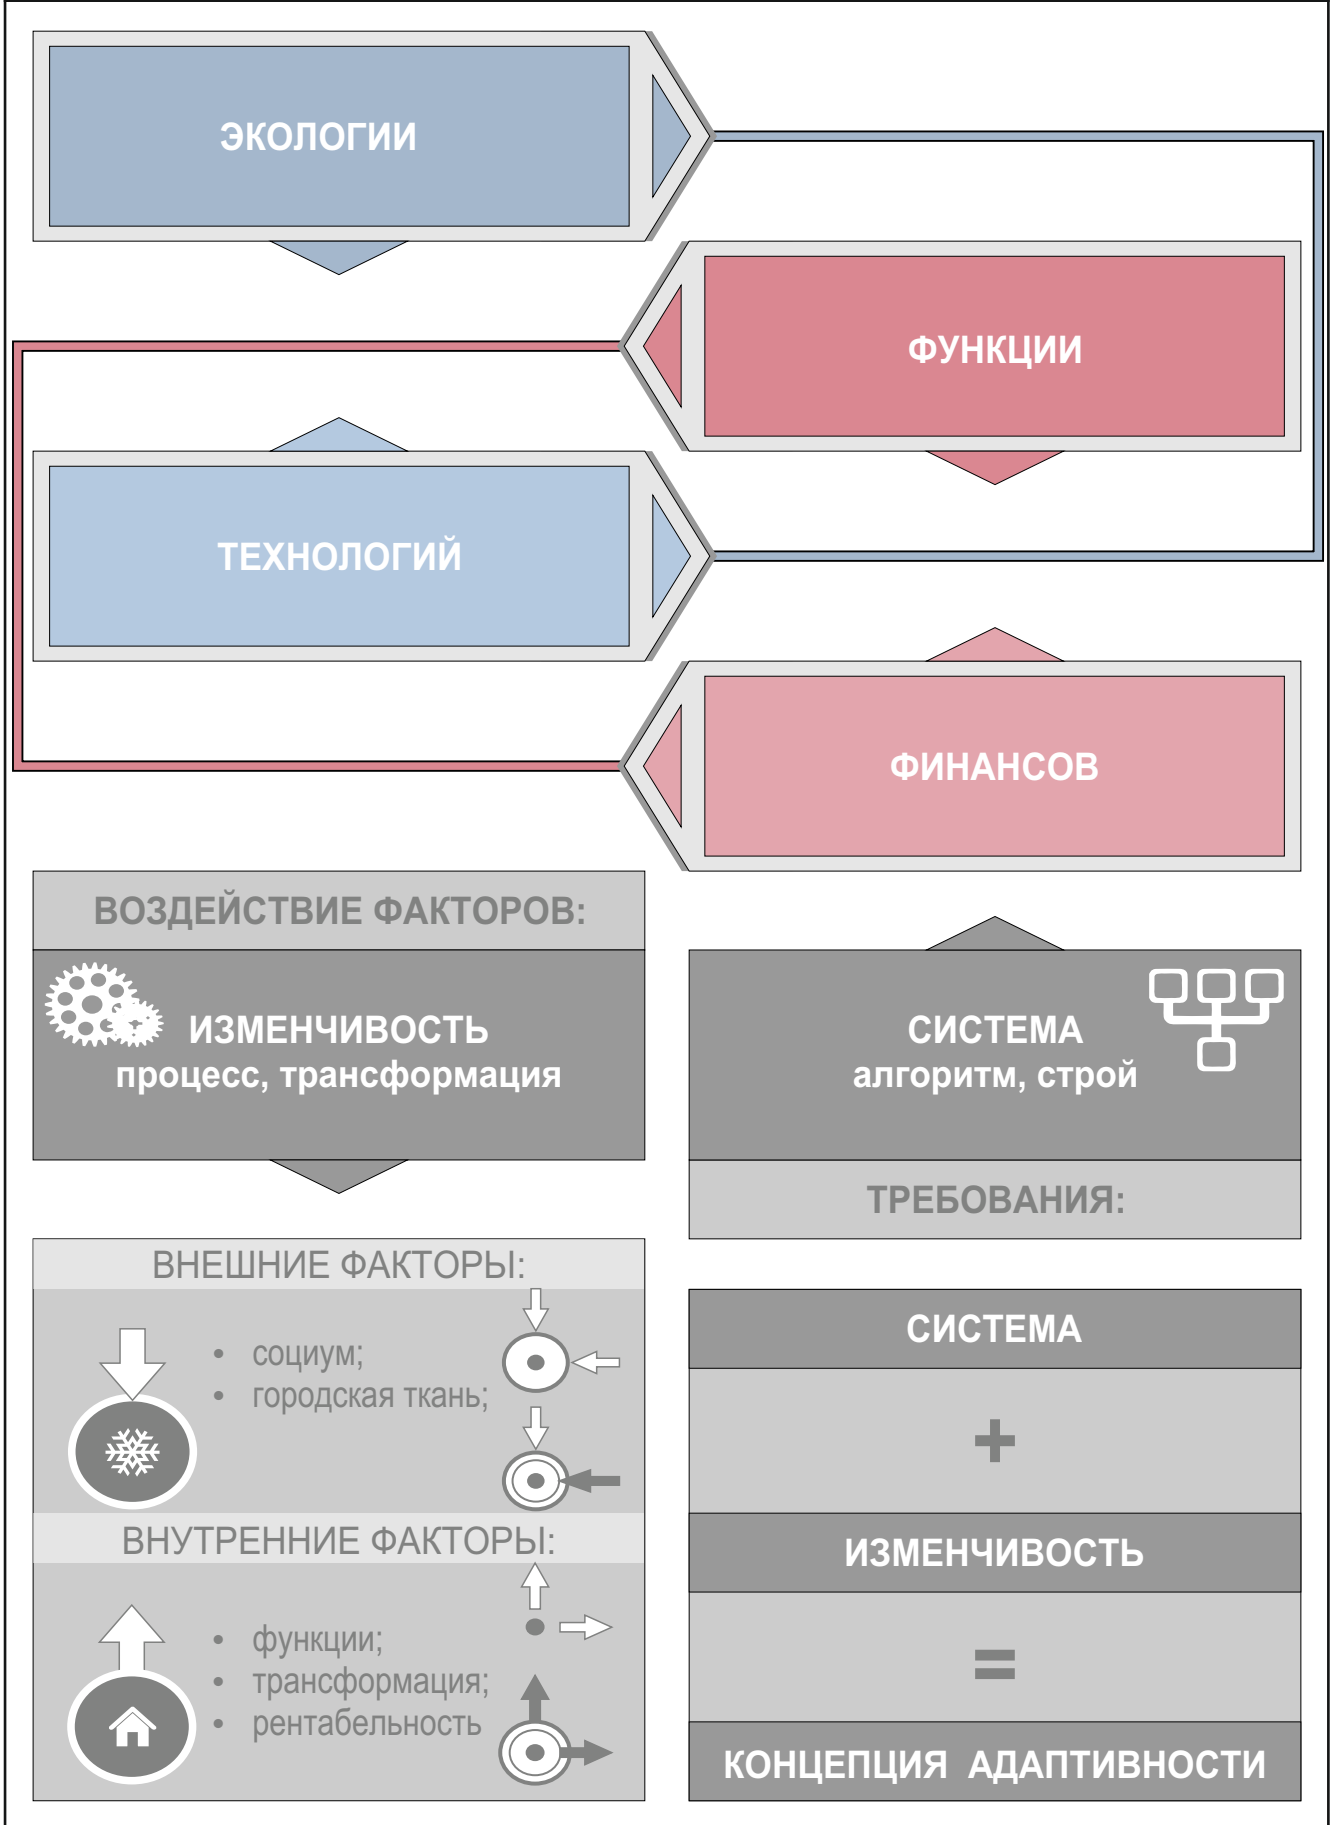 ЭКОЛОГИИ
ФУНКЦИИ
ТЕХНОЛОГИЙ
ФИНАНСОВ
ВОЗДЕЙСТВИЕ ФАКТОРОВ:
ИЗМЕНЧИВОСТЬ
процесс, трансформация
СИСТЕМА
алгоритм, строй
ТРЕБОВАНИЯ:
ВНЕШНИЕ ФАКТОРЫ:
• социум;
• городская ткань;
ВНУТРЕННИЕ ФАКТОРЫ:
• функции;
• трансформация;
• рентабельность
СИСТЕМА
+
ИЗМЕНЧИВОСТЬ
=
КОНЦЕПЦИЯ АДАПТИВНОСТИ